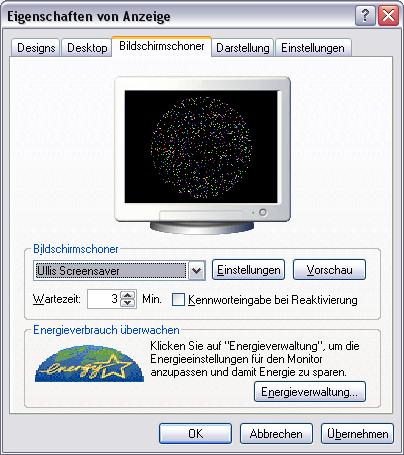 Eigenschaften von Anzeige
Designs Desktop Bildschirmschoner Darstellung Einstellungen
Bildschirmschoner
Ullis Screensaver Einstellungen Vorschau
Wartezeit: 3 Min. Kennworteingabe bei Reaktivierung
Energieverbrauch überwachen
Klicken Sie auf "Energieverwaltung", um die
Energieeinstellungen für den Monitor
anzupassen und damit Energie zu sparen.
energy
Energieverwaltung...
OK Abbrechen Übernehmen